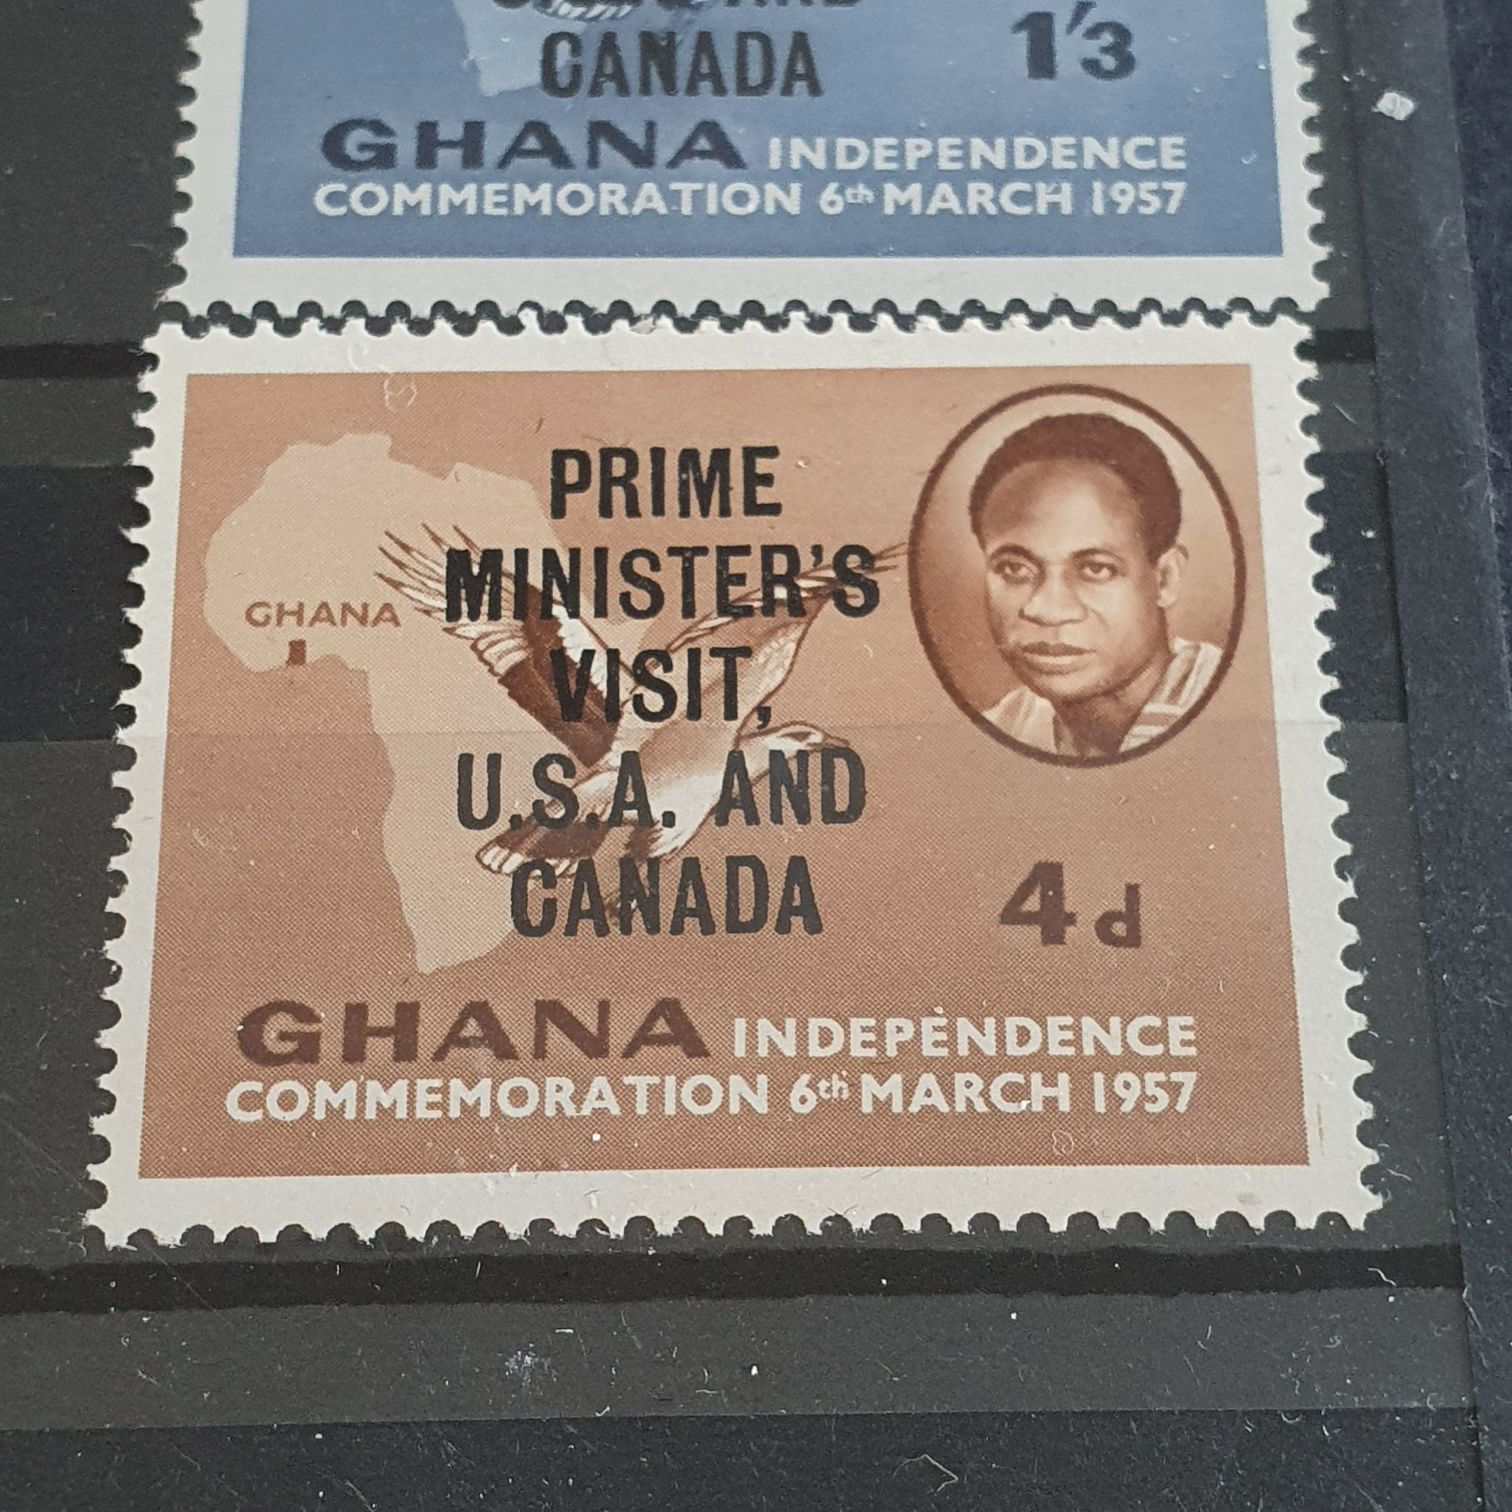 AND
CANADA
1'3
GHANA INDEPENDENCE
COMMEMORATION 6th MARCH 1957
PRIME
MINISTER'S
VISIT,
U.S.A. AND
CANADA
GHANA
4d
GHANA INDEPENDENCE
COMMEMORATION 6th MARCH 1957